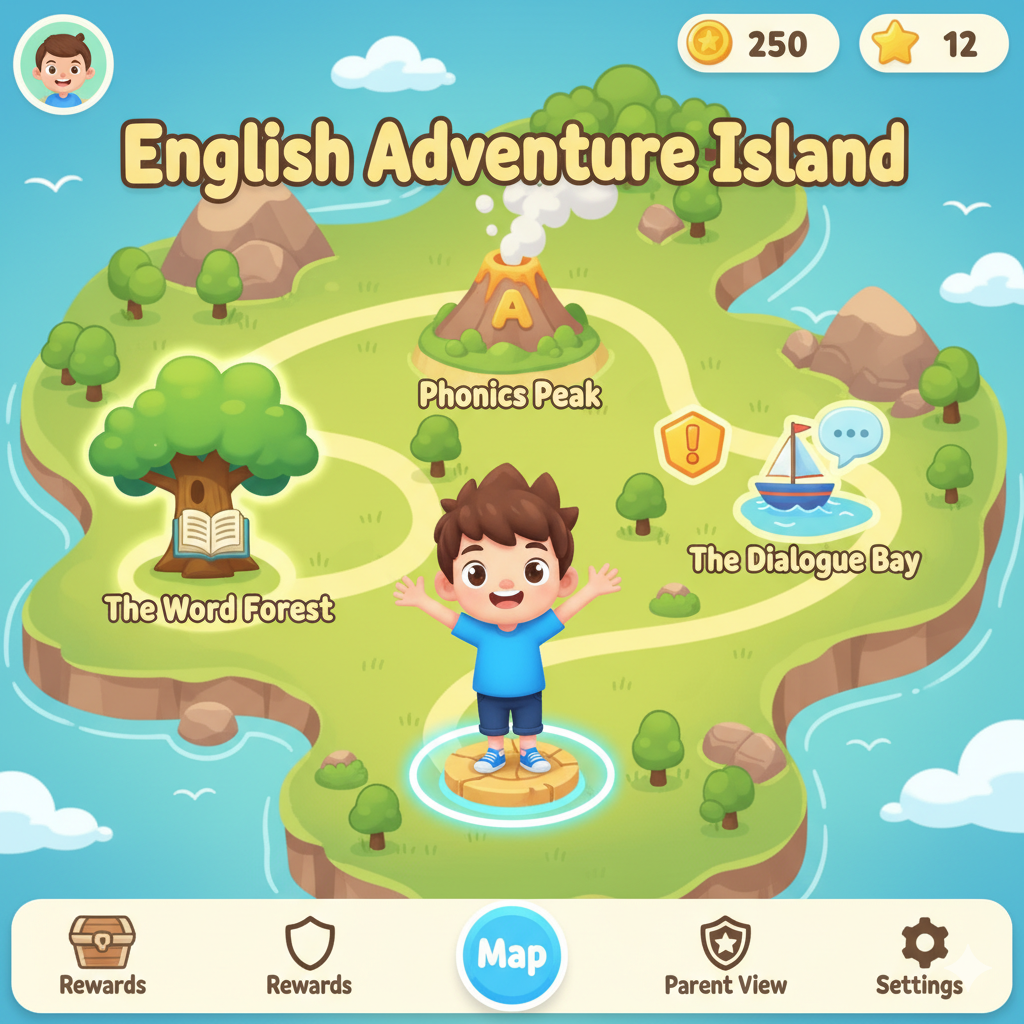 250
12
English Adventure Island
A
Phonics Peak
!
The Dialogue Bay
The Word Forest
Rewards
Rewards
Map
Parent View
Settings